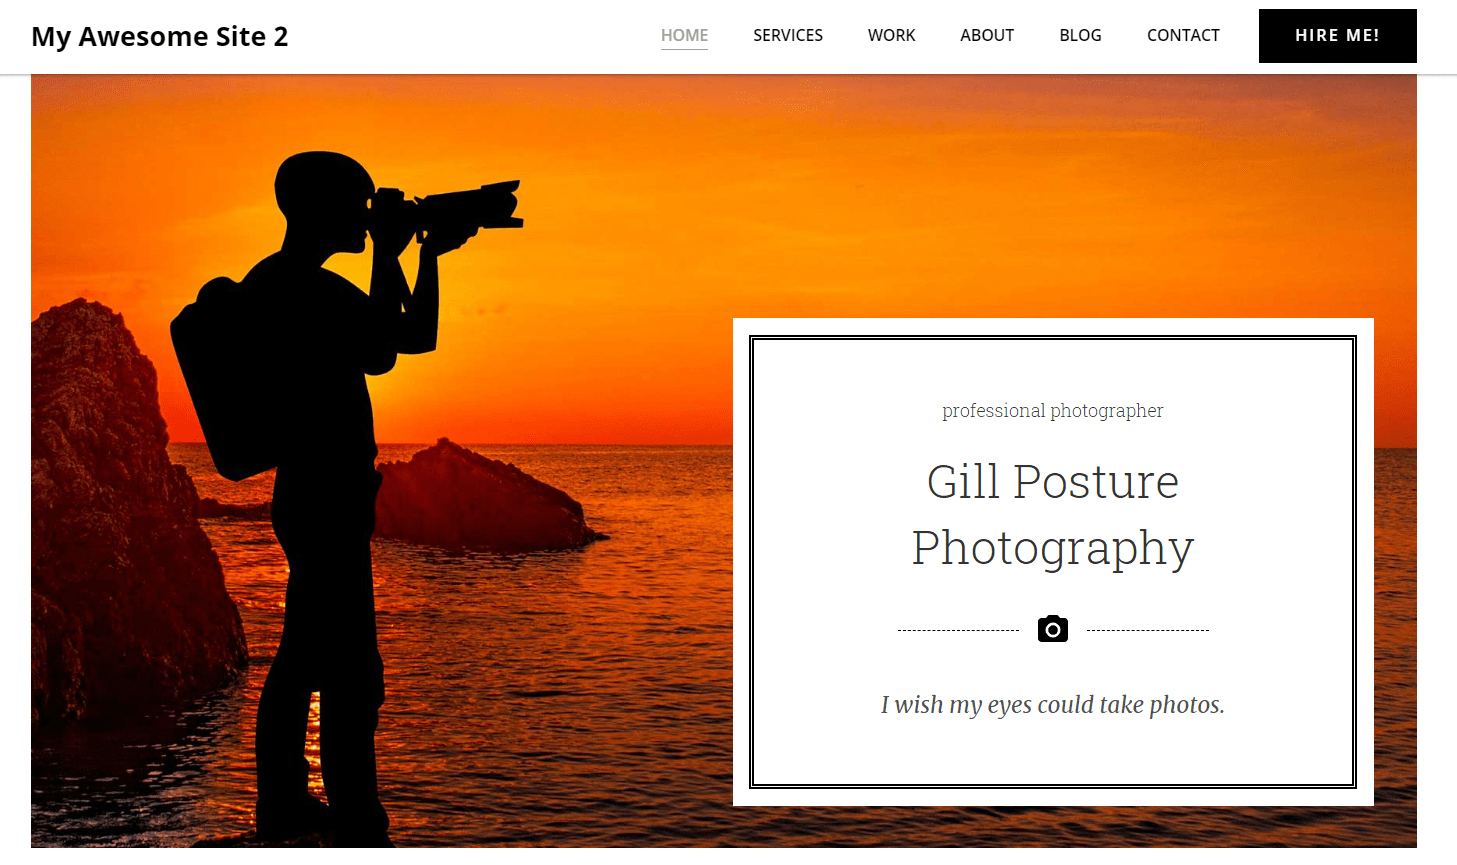 My Awesome Site 2
HOME SERVICES WORK ABOUT BLOG CONTACT HIRE ME!
professional photographer
Gill Posture
Photography
I wish my eyes could take photos.